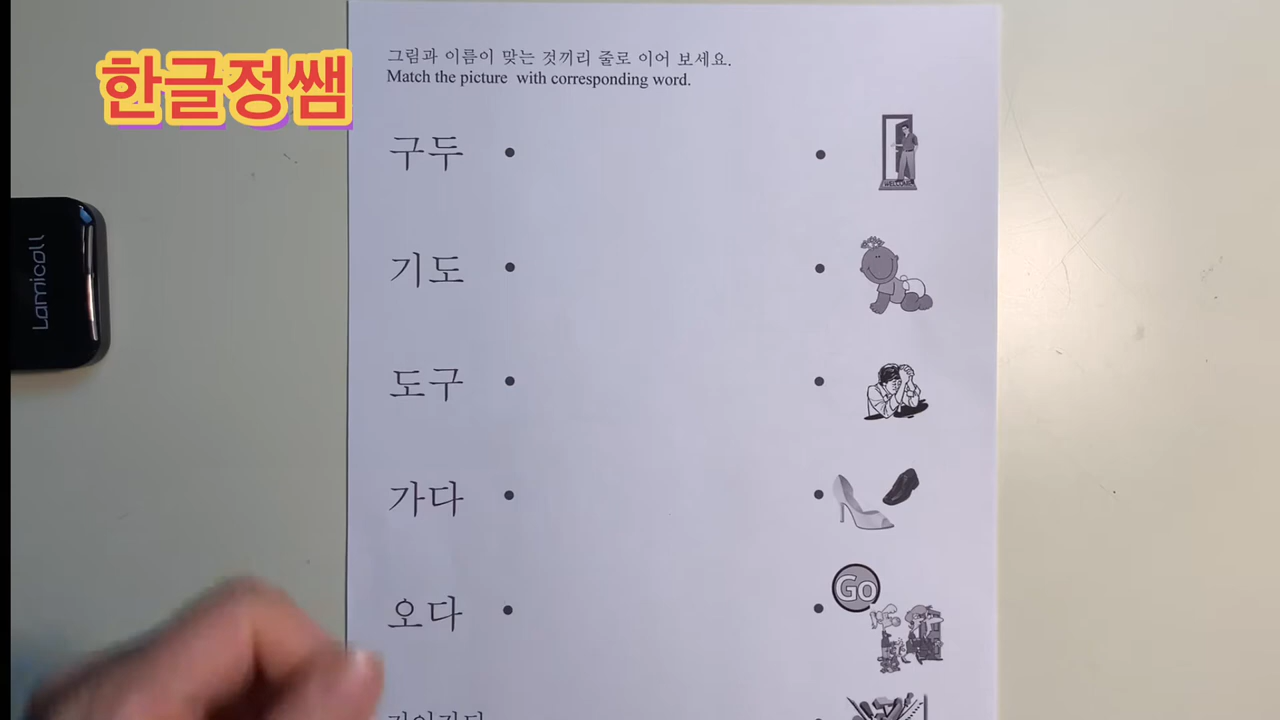 한글정쌤
그림과 이름이 맞는 것끼리 줄로 이어 보세요.
Match the picture with corresponding word.
구두
WELCOME
기도
도구
가다
Go
오다
Lamicoll